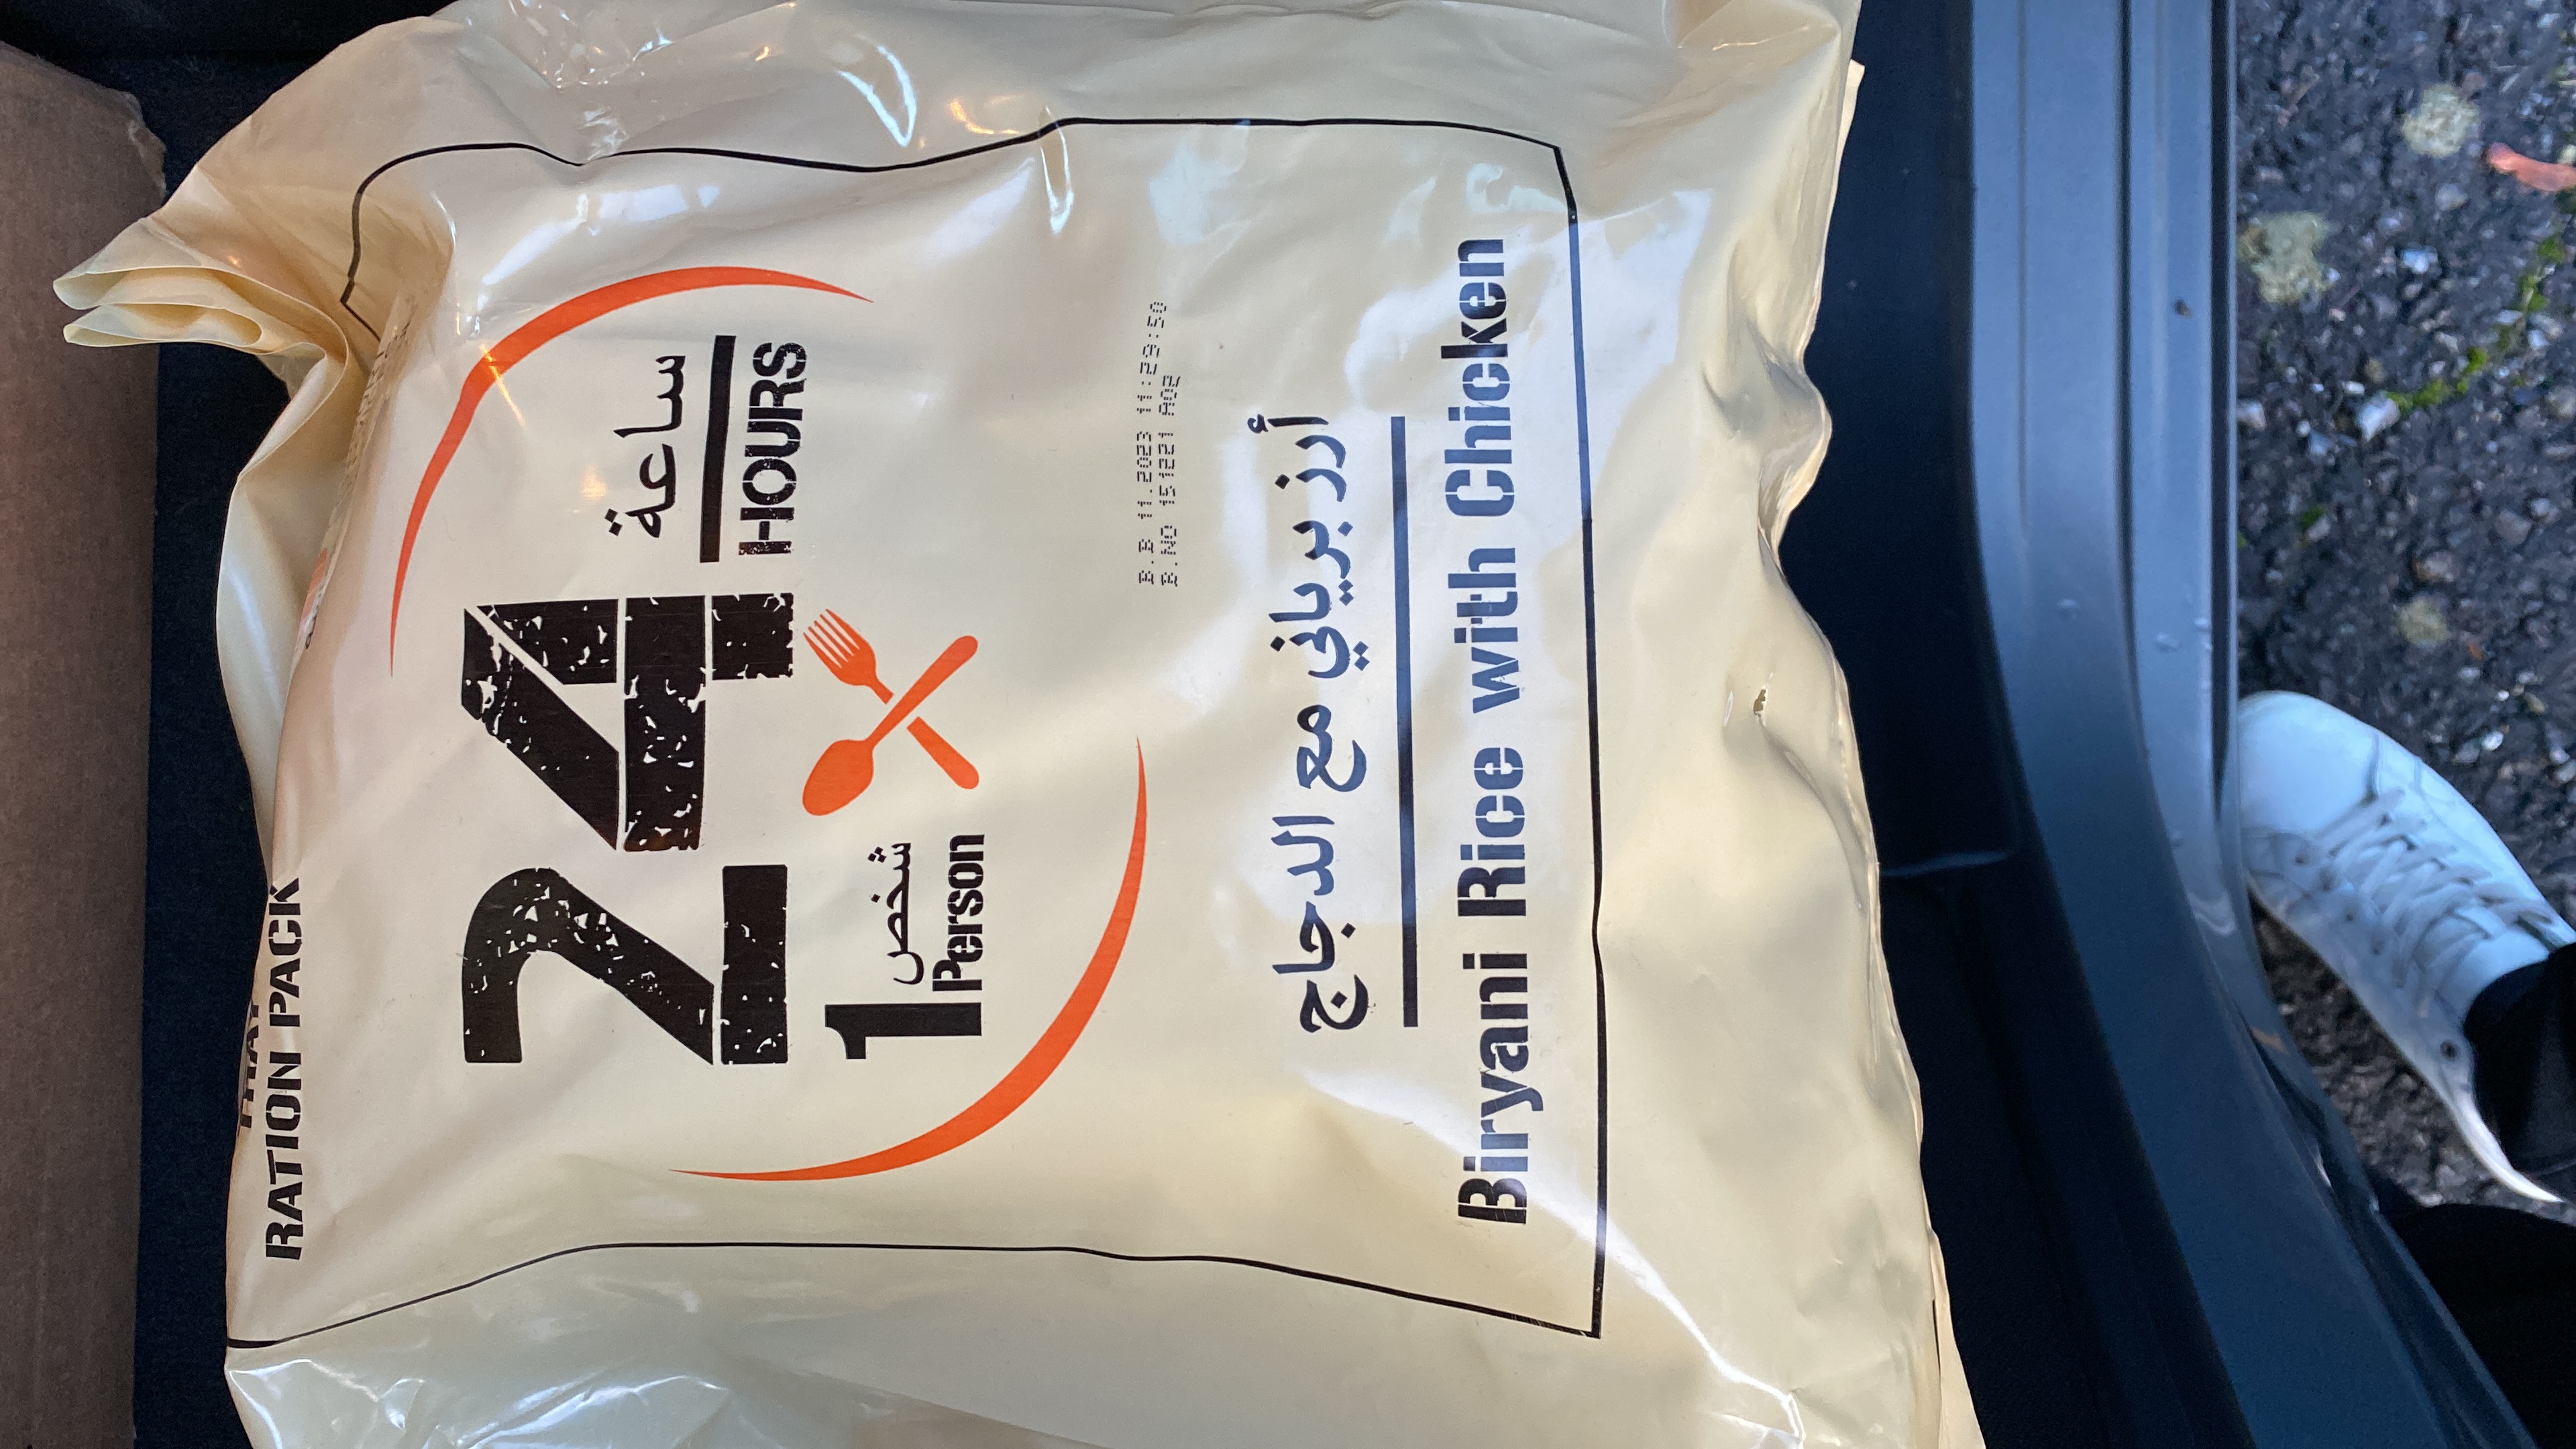 RATION PACK
24
ساعة
HOURS
1
شخص
Person
B.B 11.2023 11:29:50
B.NO 151221 A02
أرز برياني مع الدجاج
Biryani Rice with Chicken